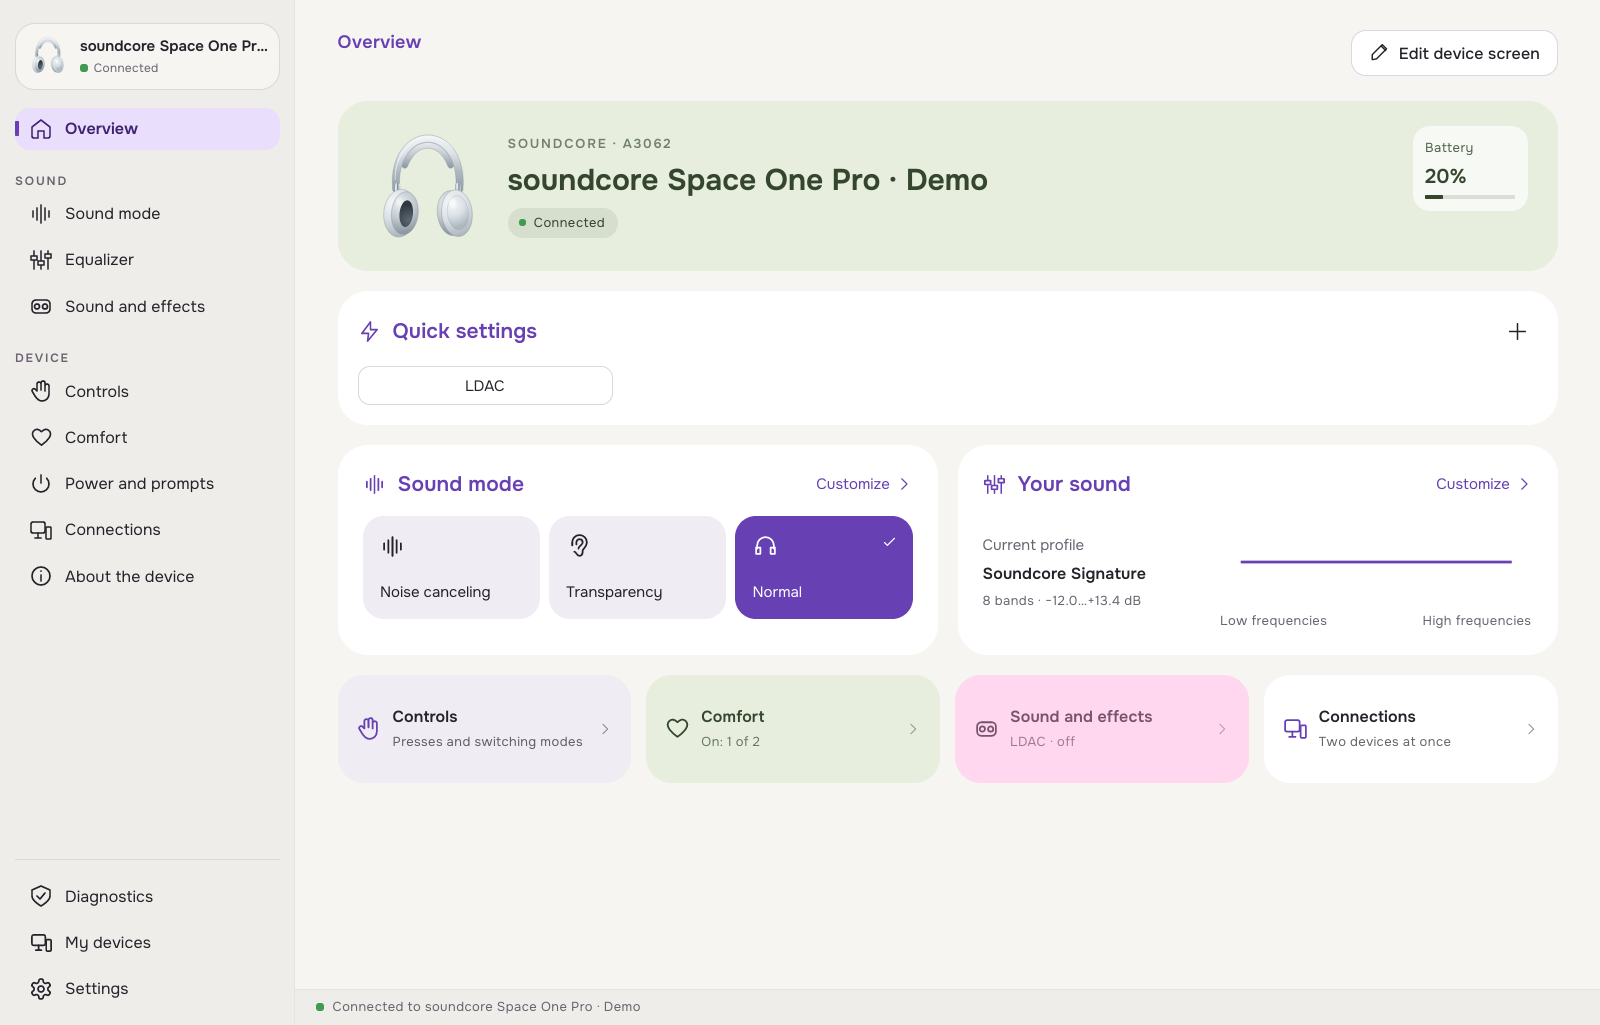 soundcore Space One Pr...
Connected
Overview
SOUND
Sound mode
Equalizer
Sound and effects
DEVICE
Controls
Comfort
Power and prompts
Connections
About the device
Diagnostics
My devices
Settings
Overview
Edit device screen
SOUNDCORE · A3062
soundcore Space One Pro · Demo
Connected
Battery
20%
Quick settings
LDAC
Sound mode
Customize
Noise canceling
Transparency
Normal
Your sound
Customize
Current profile
Soundcore Signature
8 bands · −12.0…+13.4 dB
Low frequencies
High frequencies
Controls
Presses and switching modes
Comfort
On: 1 of 2
Sound and effects
LDAC · off
Connections
Two devices at once
Connected to soundcore Space One Pro · Demo